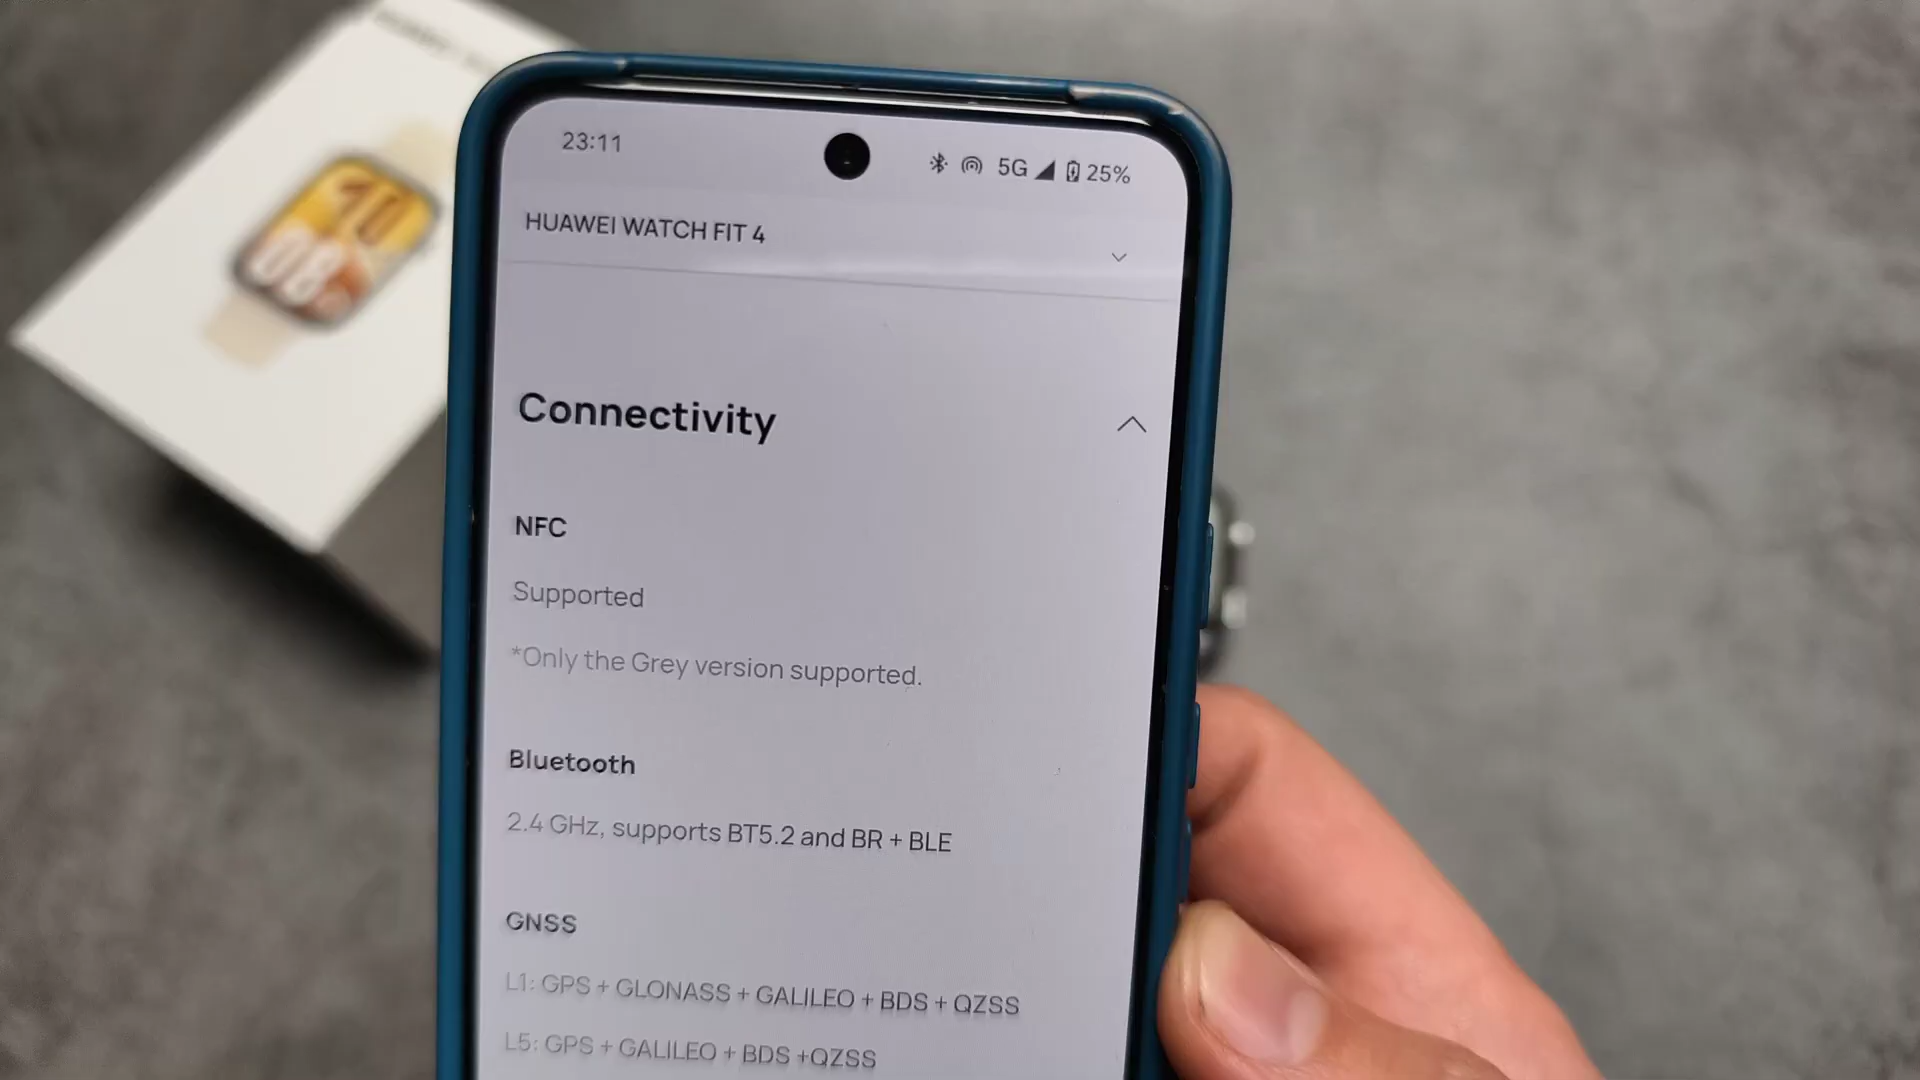 23:11
5G 25%
HUAWEI WATCH FIT 4
Connectivity
NFC
Supported
*Only the Grey version supported.
Bluetooth
2.4 GHz, supports BT5.2 and BR + BLE
GNSS
L1: GPS + GLONASS + GALILEO + BDS + QZSS
L5: GPS + GALILEO + BDS +QZSS
10
08